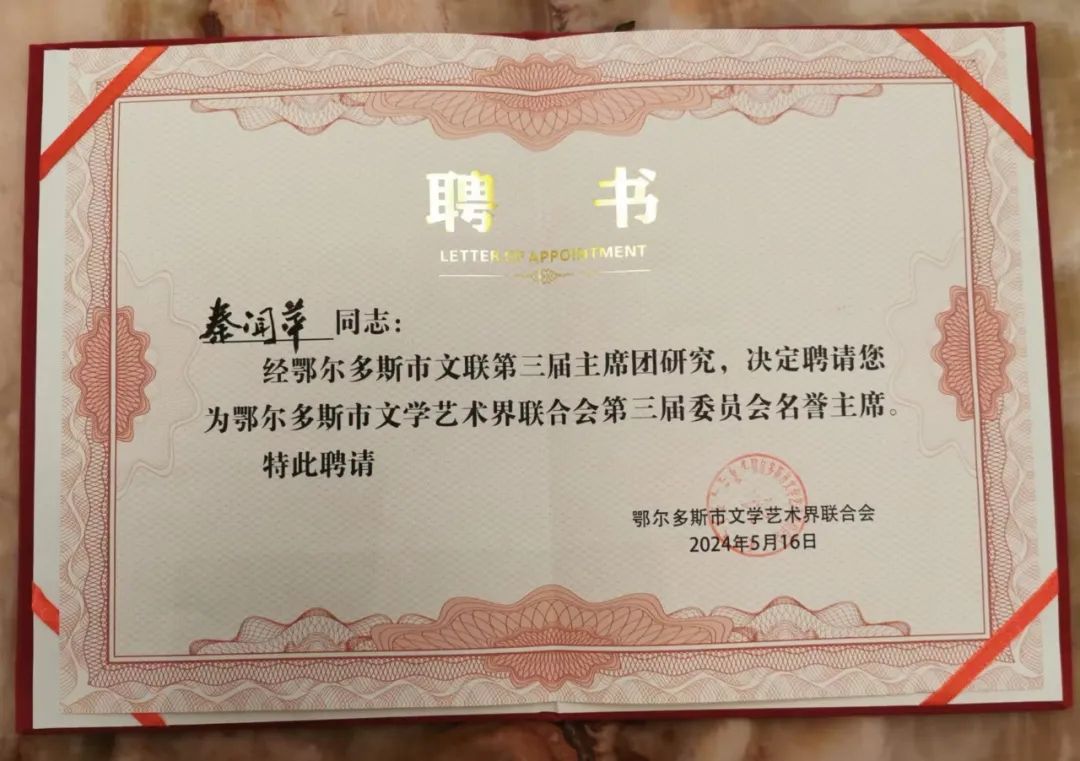 聘 书
LETTER OF APPOINTMENT
秦闻萍 同志：
经鄂尔多斯市文联第三届主席团研究，决定聘请您
为鄂尔多斯市文学艺术界联合会第三届委员会名誉主席。
特此聘请
鄂尔多斯市文学艺术界联合会
2024年5月16日